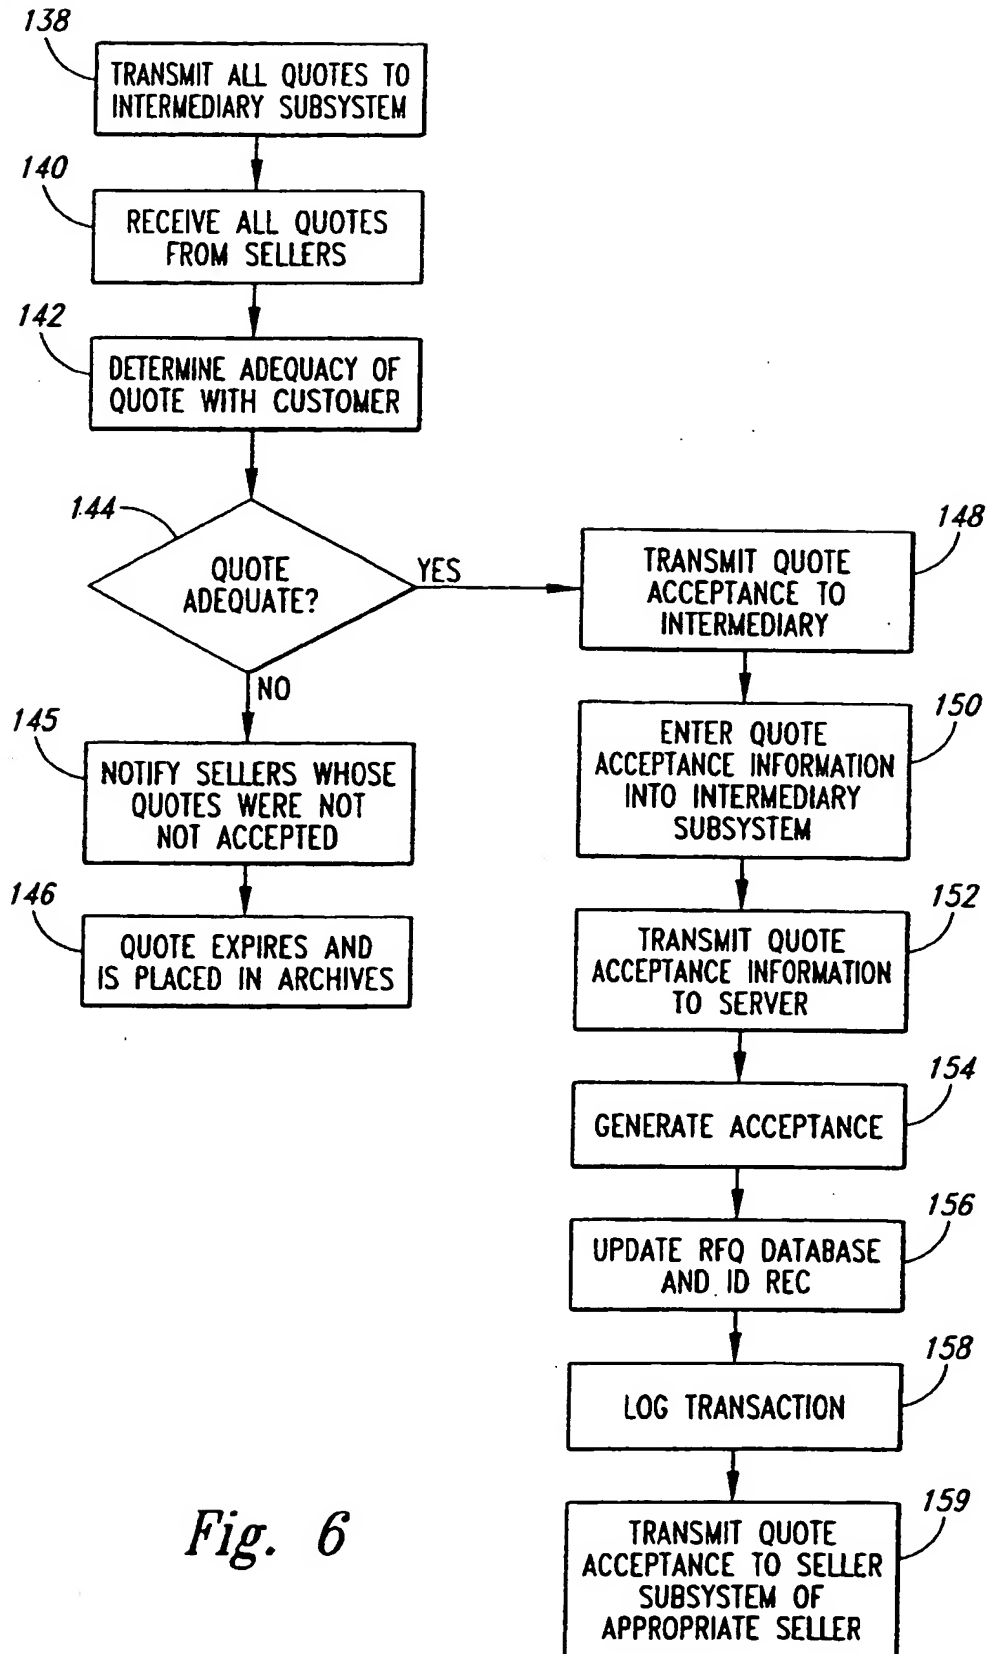 138
TRANSMIT ALL QUOTES TO
INTERMEDIARY SUBSYSTEM
140
RECEIVE ALL QUOTES
FROM SELLERS
142
DETERMINE ADEQUACY OF
QUOTE WITH CUSTOMER
144
QUOTE
ADEQUATE?
YES
NO
145
NOTIFY SELLERS WHOSE
QUOTES WERE NOT
NOT ACCEPTED
146
QUOTE EXPIRES AND
IS PLACED IN ARCHIVES
148
TRANSMIT QUOTE
ACCEPTANCE TO
INTERMEDIARY
150
ENTER QUOTE
ACCEPTANCE INFORMATION
INTO INTERMEDIARY
SUBSYSTEM
152
TRANSMIT QUOTE
ACCEPTANCE INFORMATION
TO SERVER
154
GENERATE ACCEPTANCE
156
UPDATE RFQ DATABASE
AND ID REC
158
LOG TRANSACTION
159
TRANSMIT QUOTE
ACCEPTANCE TO SELLER
SUBSYSTEM OF
APPROPRIATE SELLER
Fig. 6